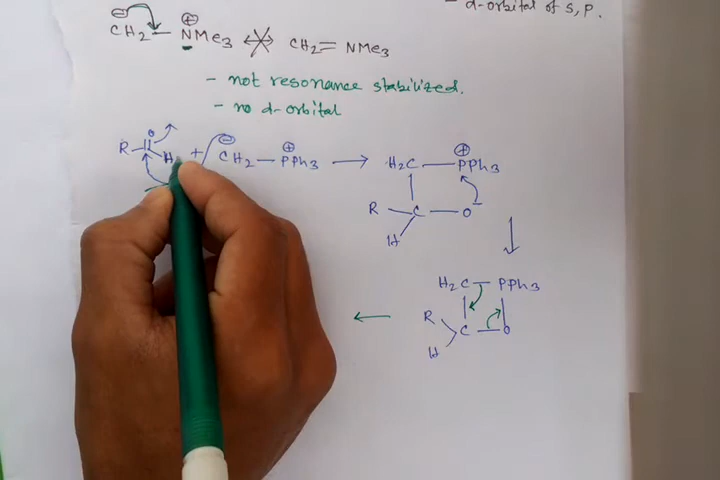 - d-orbital of S, P.
⊖ ⊕
CH2 — NMe3 ↮ CH2 = NMe3
- not resonance stabilized.
- no d-orbital
O ⊖ ⊕ ⊕
R — H + CH2 — PPh3 → H2C — PPh3
R — C — O⁻
H
↓
H2C — PPh3
R
← C — O
H